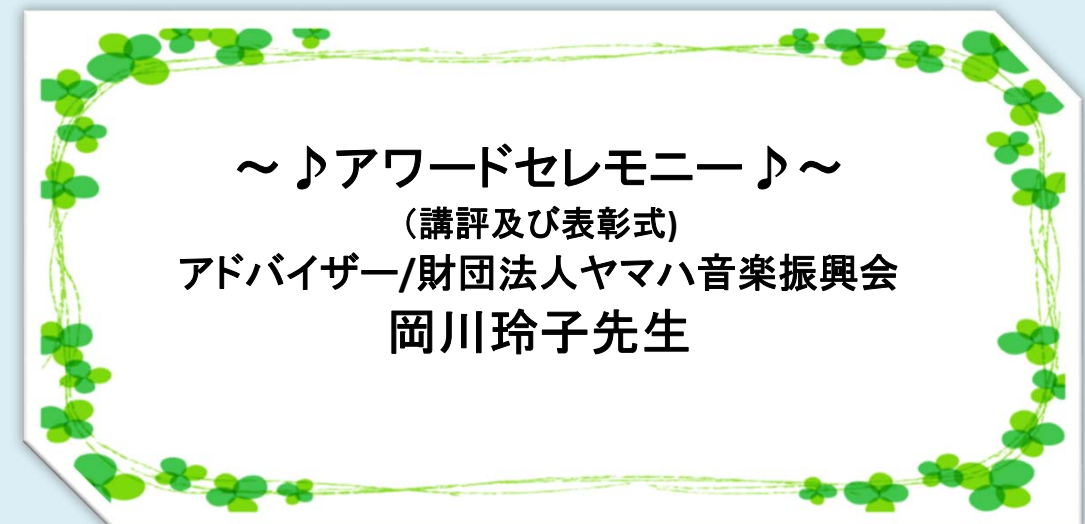 ～♪アワードセレモニー♪～
（講評及び表彰式)
アドバイザー/財団法人ヤマハ音楽振興会
岡川玲子先生